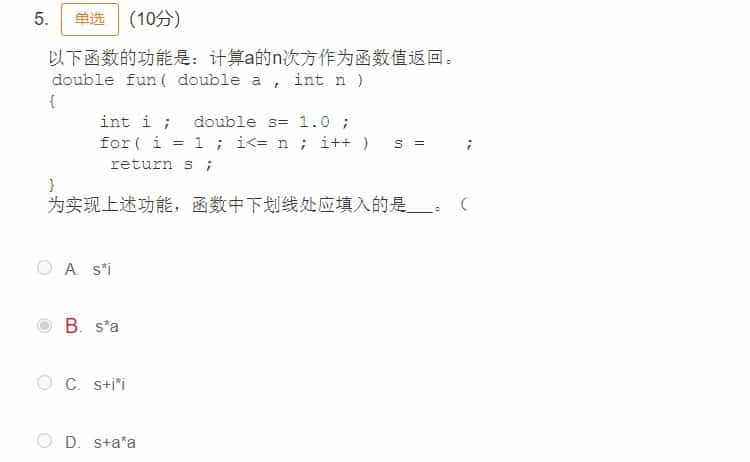 5. 单选 (10分)
以下函数的功能是：计算a的n次方作为函数值返回。
double fun( double a , int n )
{
int i ; double s= 1.0 ;
for( i = 1 ; i<= n ; i++ ) s = ;
return s ;
}
为实现上述功能，函数中下划线处应填入的是___。（
A. s*i
B. s*a
C. s+i*i
D. s+a*a